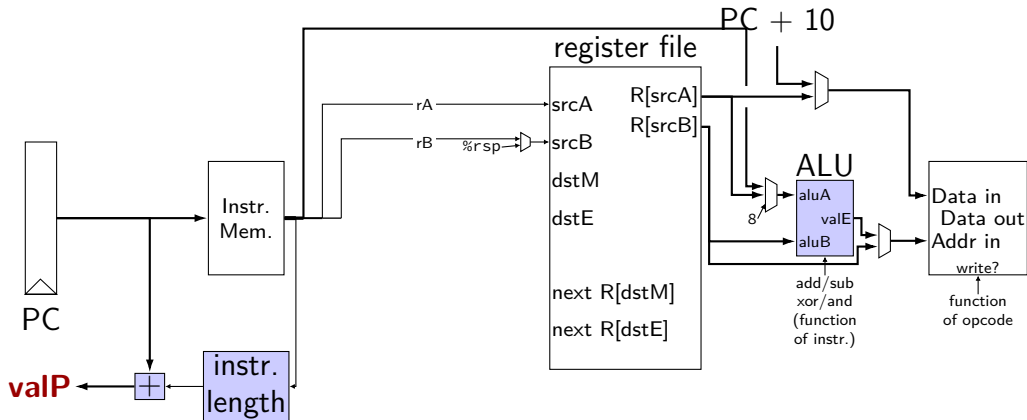 PC + 10
register file
R[srcA]
rA
srcA
R[srcB]
rB
%rsp
srcB
ALU
dstM
aluA
Instr.
Mem.
8
dstE
valE
Data in
Data out
aluB
Addr in
write?
add/sub
xor/and
(function
of instr.)
function
of opcode
next R[dstM]
PC
next R[dstE]
instr.
length
valP
+